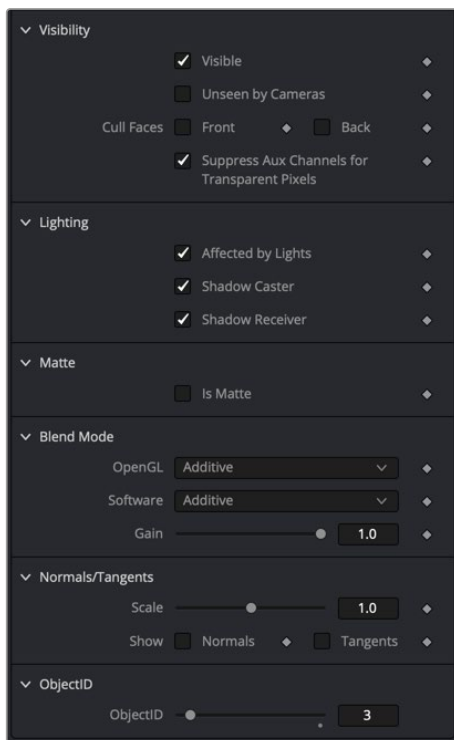 Visibility
Visible
Unseen by Cameras
Cull Faces Front Back
Suppress Aux Channels for
Transparent Pixels
Lighting
Affected by Lights
Shadow Caster
Shadow Receiver
Matte
Is Matte
Blend Mode
OpenGL Additive
Software Additive
Gain 1.0
Normals/Tangents
Scale 1.0
Show Normals Tangents
ObjectID
ObjectID 3